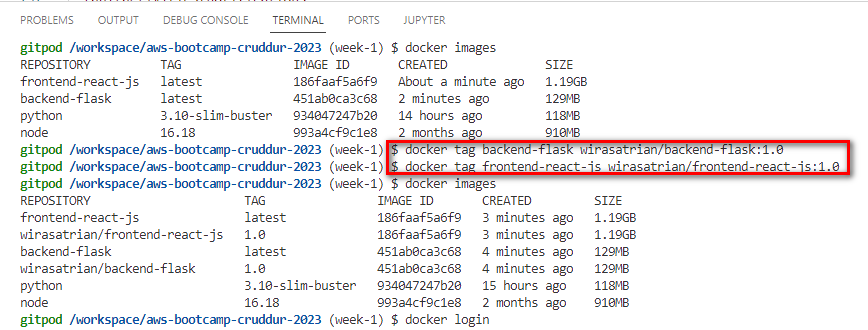 PROBLEMS OUTPUT DEBUG CONSOLE TERMINAL PORTS JUPYTER
gitpod /workspace/aws-bootcamp-cruddur-2023 (week-1) $ docker images
REPOSITORY TAG IMAGE ID CREATED SIZE
frontend-react-js latest 186faaf5a6f9 About a minute ago 1.19GB
backend-flask latest 451ab0ca3c68 2 minutes ago 129MB
python 3.10-slim-buster 934047247b20 14 hours ago 118MB
node 16.18 993a4cf9c1e8 2 months ago 910MB
gitpod /workspace/aws-bootcamp-cruddur-2023 (week-1) $ docker tag backend-flask wirasatrian/backend-flask:1.0
gitpod /workspace/aws-bootcamp-cruddur-2023 (week-1) $ docker tag frontend-react-js wirasatrian/frontend-react-js:1.0
gitpod /workspace/aws-bootcamp-cruddur-2023 (week-1) $ docker images
REPOSITORY TAG IMAGE ID CREATED SIZE
frontend-react-js latest 186faaf5a6f9 3 minutes ago 1.19GB
wirasatrian/frontend-react-js 1.0 186faaf5a6f9 3 minutes ago 1.19GB
backend-flask latest 451ab0ca3c68 4 minutes ago 129MB
wirasatrian/backend-flask 1.0 451ab0ca3c68 4 minutes ago 129MB
python 3.10-slim-buster 934047247b20 15 hours ago 118MB
node 16.18 993a4cf9c1e8 2 months ago 910MB
gitpod /workspace/aws-bootcamp-cruddur-2023 (week-1) $ docker login